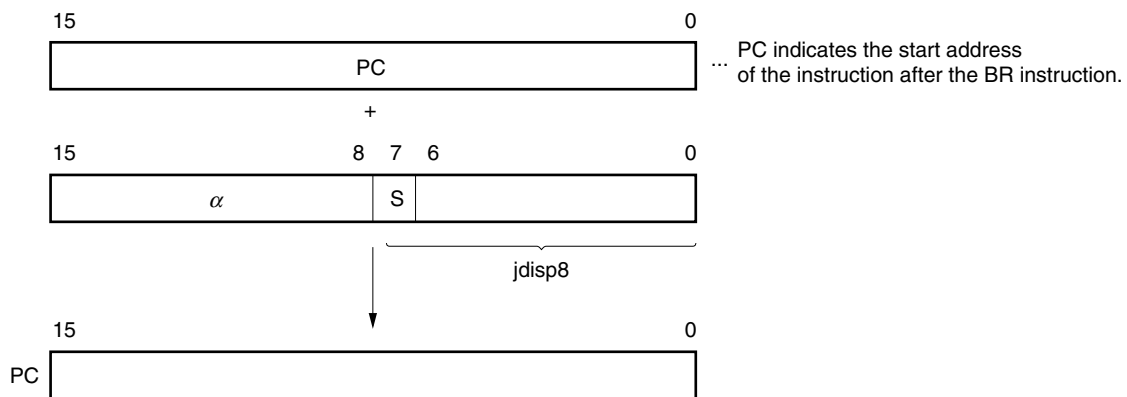 15 0
PC
... PC indicates the start address
of the instruction after the BR instruction.
+
15 8 7 6 0
α S
jdisp8
15 0
PC